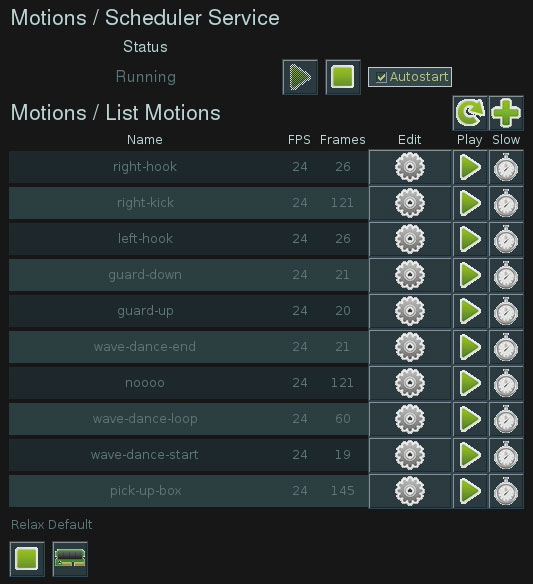 Motions / Scheduler Service
Status
Running Autostart
Motions / List Motions
Name FPS Frames Edit Play Slow
right-hook 24 26
right-kick 24 121
left-hook 24 26
guard-down 24 21
guard-up 24 20
wave-dance-end 24 21
noooo 24 121
wave-dance-loop 24 60
wave-dance-start 24 19
pick-up-box 24 145
Relax Default